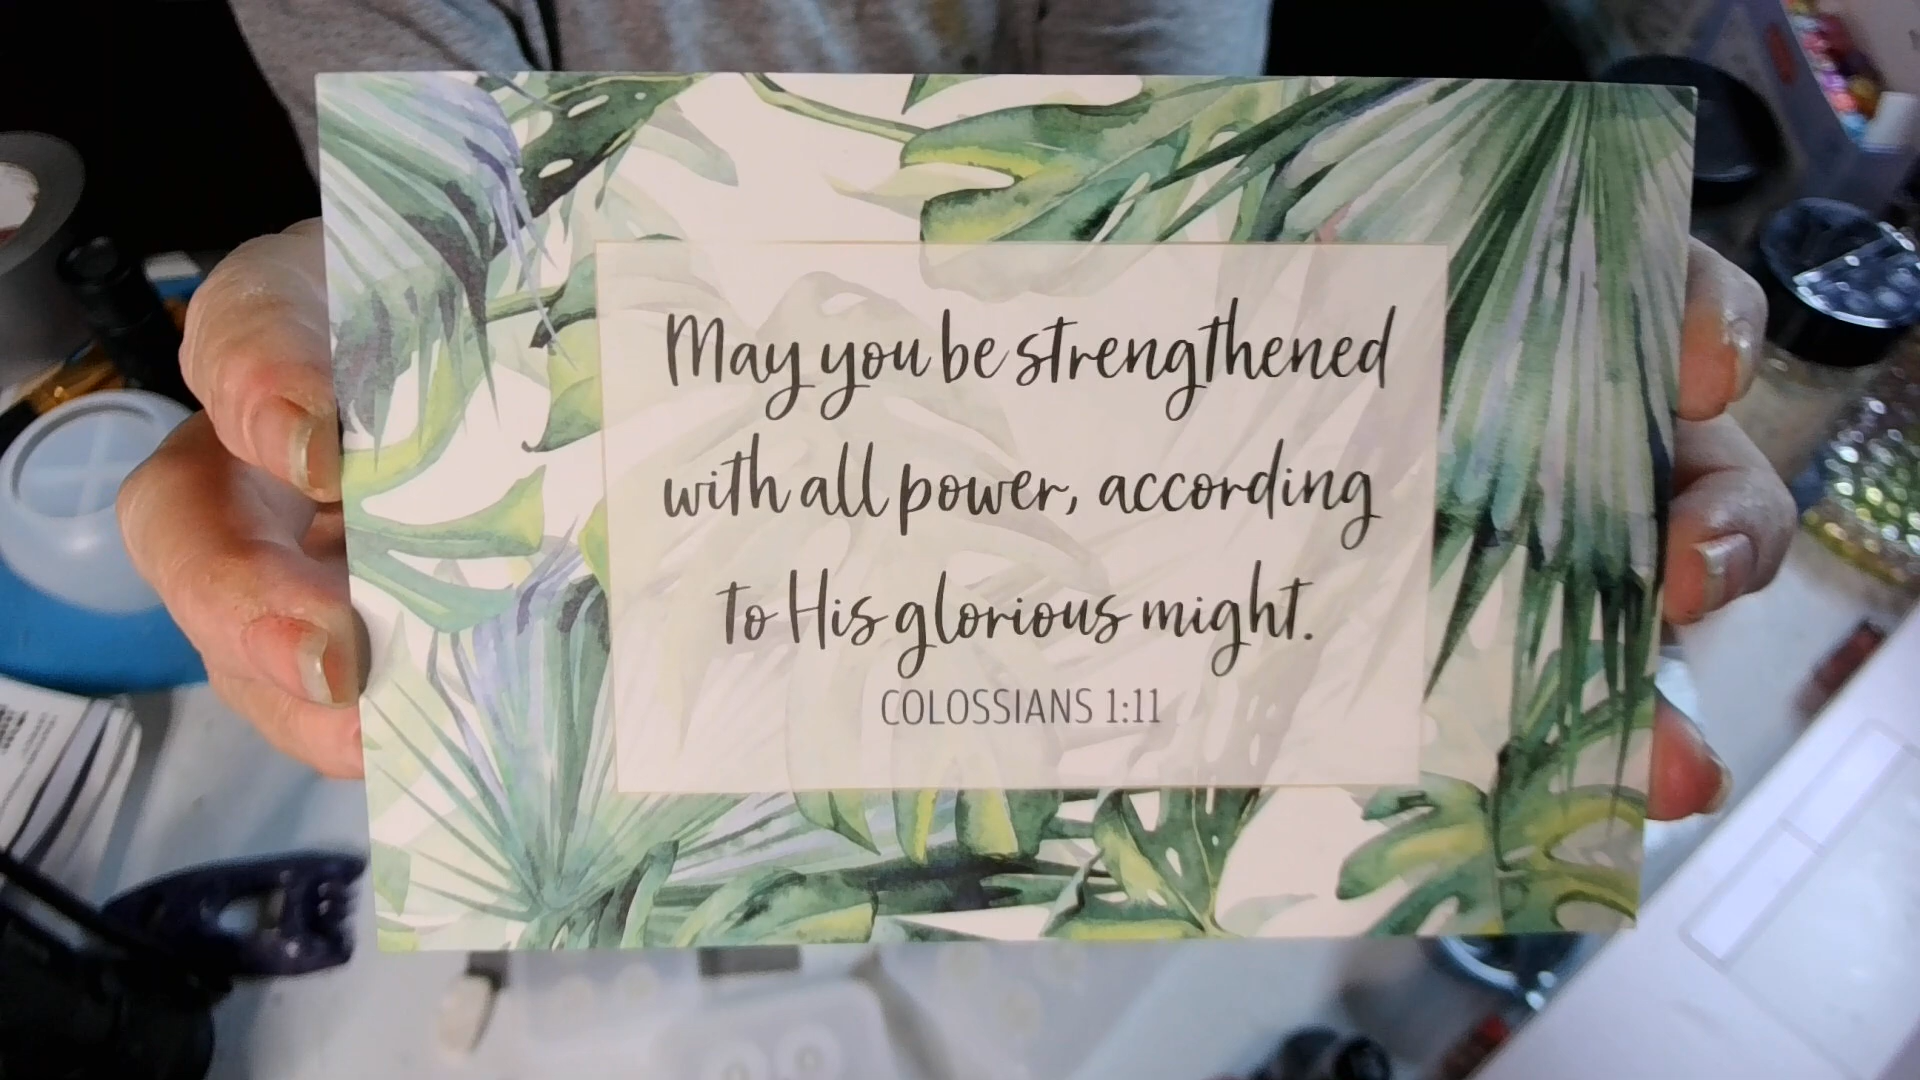 May you be strengthened
with all power, according
to His glorious might.
COLOSSIANS 1:11